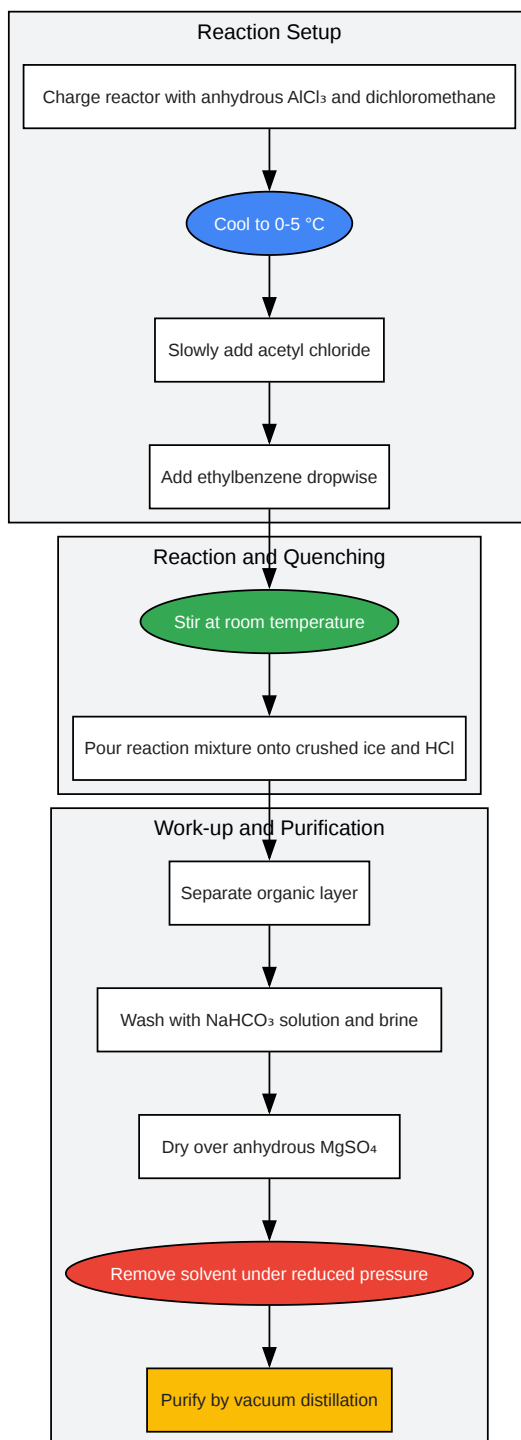 Reaction Setup
Charge reactor with anhydrous AlCl₃ and dichloromethane
Cool to 0-5 °C
Slowly add acetyl chloride
Add ethylbenzene dropwise
Reaction and Quenching
Stir at room temperature
Pour reaction mixture onto crushed ice and HCl
Work-up and Purification
Separate organic layer
Wash with NaHCO₃ solution and brine
Dry over anhydrous MgSO₄
Remove solvent under reduced pressure
Purify by vacuum distillation